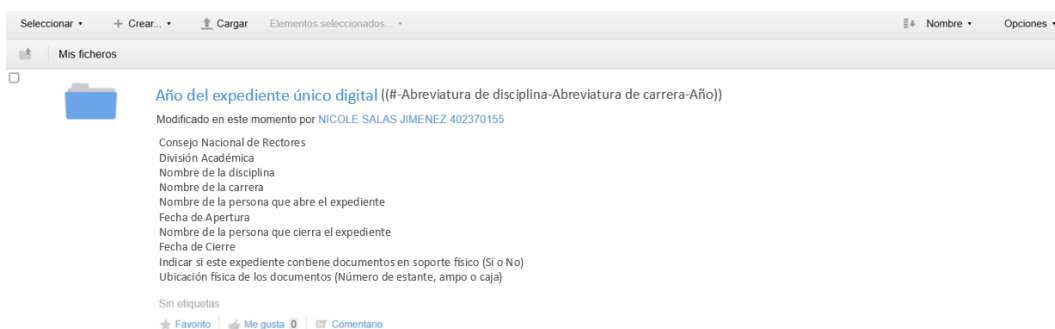 Seleccionar Crear... Cargar Elementos seleccionados... Nombre Opciones
Mis ficheros
Año del expediente único digital ((#-Abreviatura de disciplina-Abreviatura de carrera-Año))
Modificado en este momento por NICOLE SALAS JIMENEZ 402370155
Consejo Nacional de Rectores
División Académica
Nombre de la disciplina
Nombre de la carrera
Nombre de la persona que abre el expediente
Fecha de Apertura
Nombre de la persona que cierra el expediente
Fecha de Cierre
Indicar si este expediente contiene documentos en soporte físico (Sí o No)
Ubicación física de los documentos (Número de estante, ampo o caja)
Sin etiquetas
Favorito Me gusta 0 Comentario